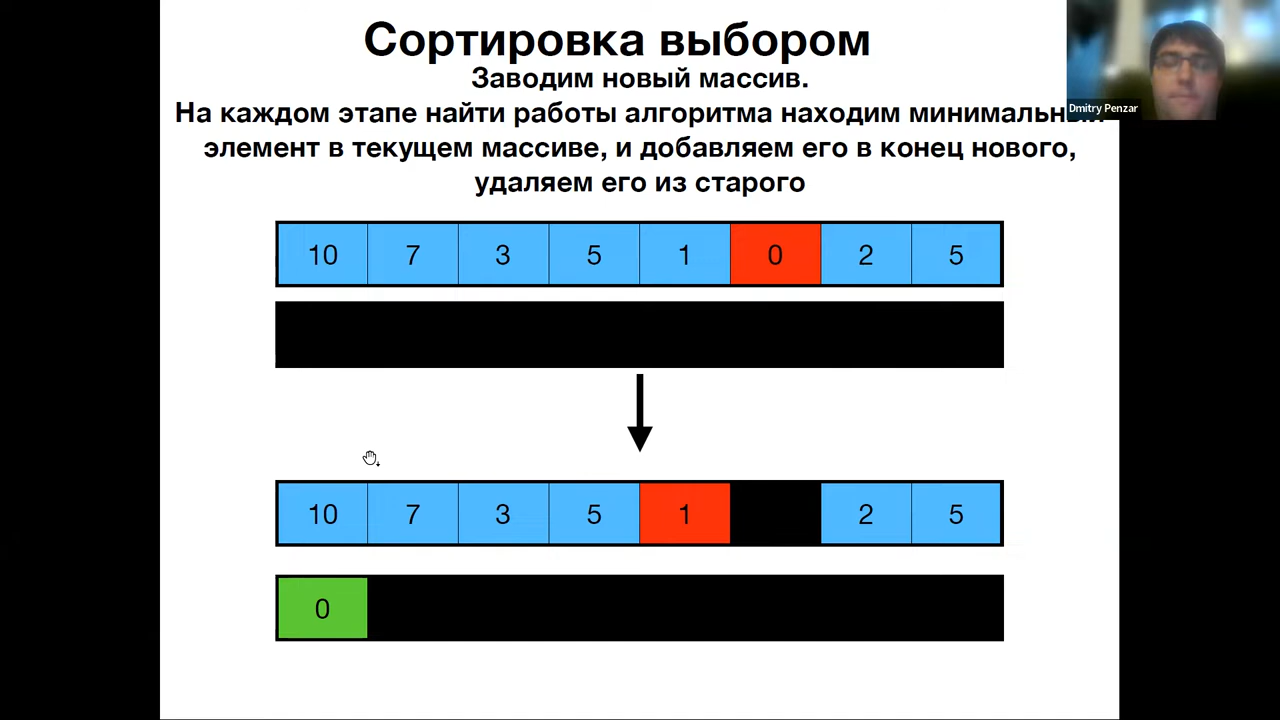 Сортировка выбором
Заводим новый массив.
На каждом этапе найти работы алгоритма находим минимальный
элемент в текущем массиве, и добавляем его в конец нового,
удаляем его из старого
Dmitry Penzar
10 7 3 5 1 0 2 5
10 7 3 5 1 2 5
0